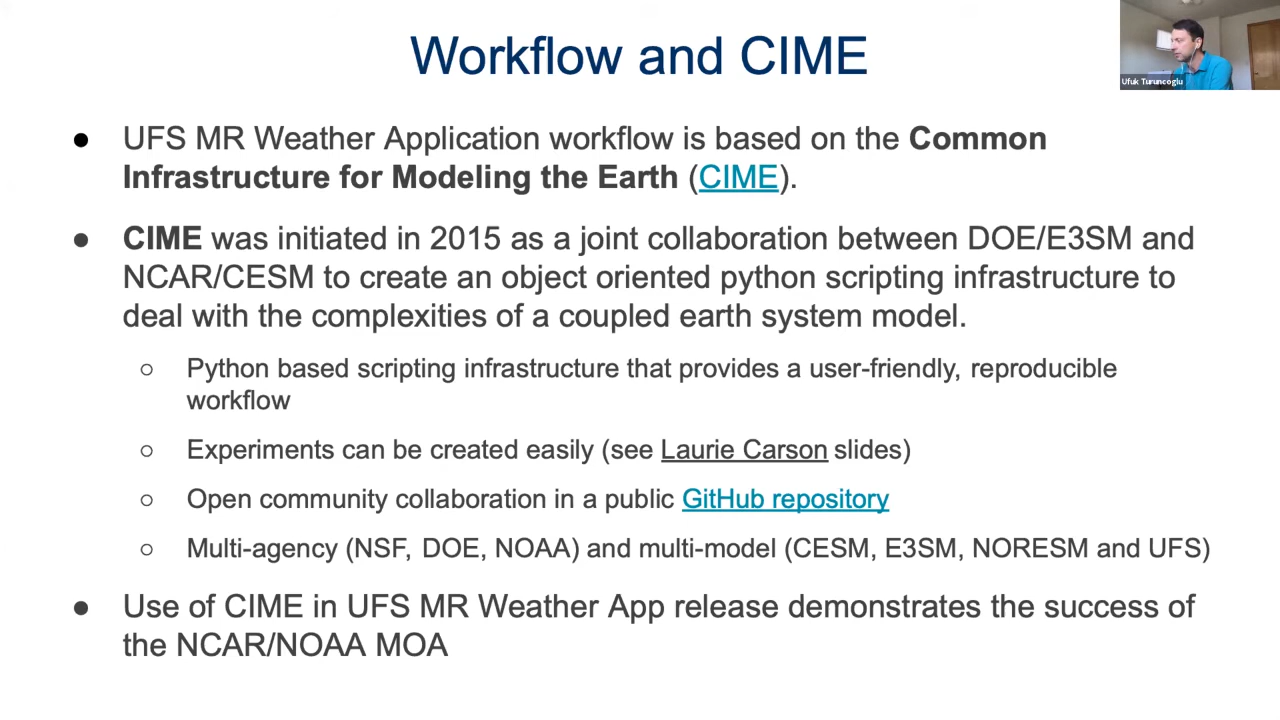 Workflow and CIME
Ufuk Turuncoglu
● UFS MR Weather Application workflow is based on the Common
Infrastructure for Modeling the Earth (CIME).
● CIME was initiated in 2015 as a joint collaboration between DOE/E3SM and
NCAR/CESM to create an object oriented python scripting infrastructure to
deal with the complexities of a coupled earth system model.
○ Python based scripting infrastructure that provides a user-friendly, reproducible
workflow
○ Experiments can be created easily (see Laurie Carson slides)
○ Open community collaboration in a public GitHub repository
○ Multi-agency (NSF, DOE, NOAA) and multi-model (CESM, E3SM, NORESM and UFS)
● Use of CIME in UFS MR Weather App release demonstrates the success of
the NCAR/NOAA MOA